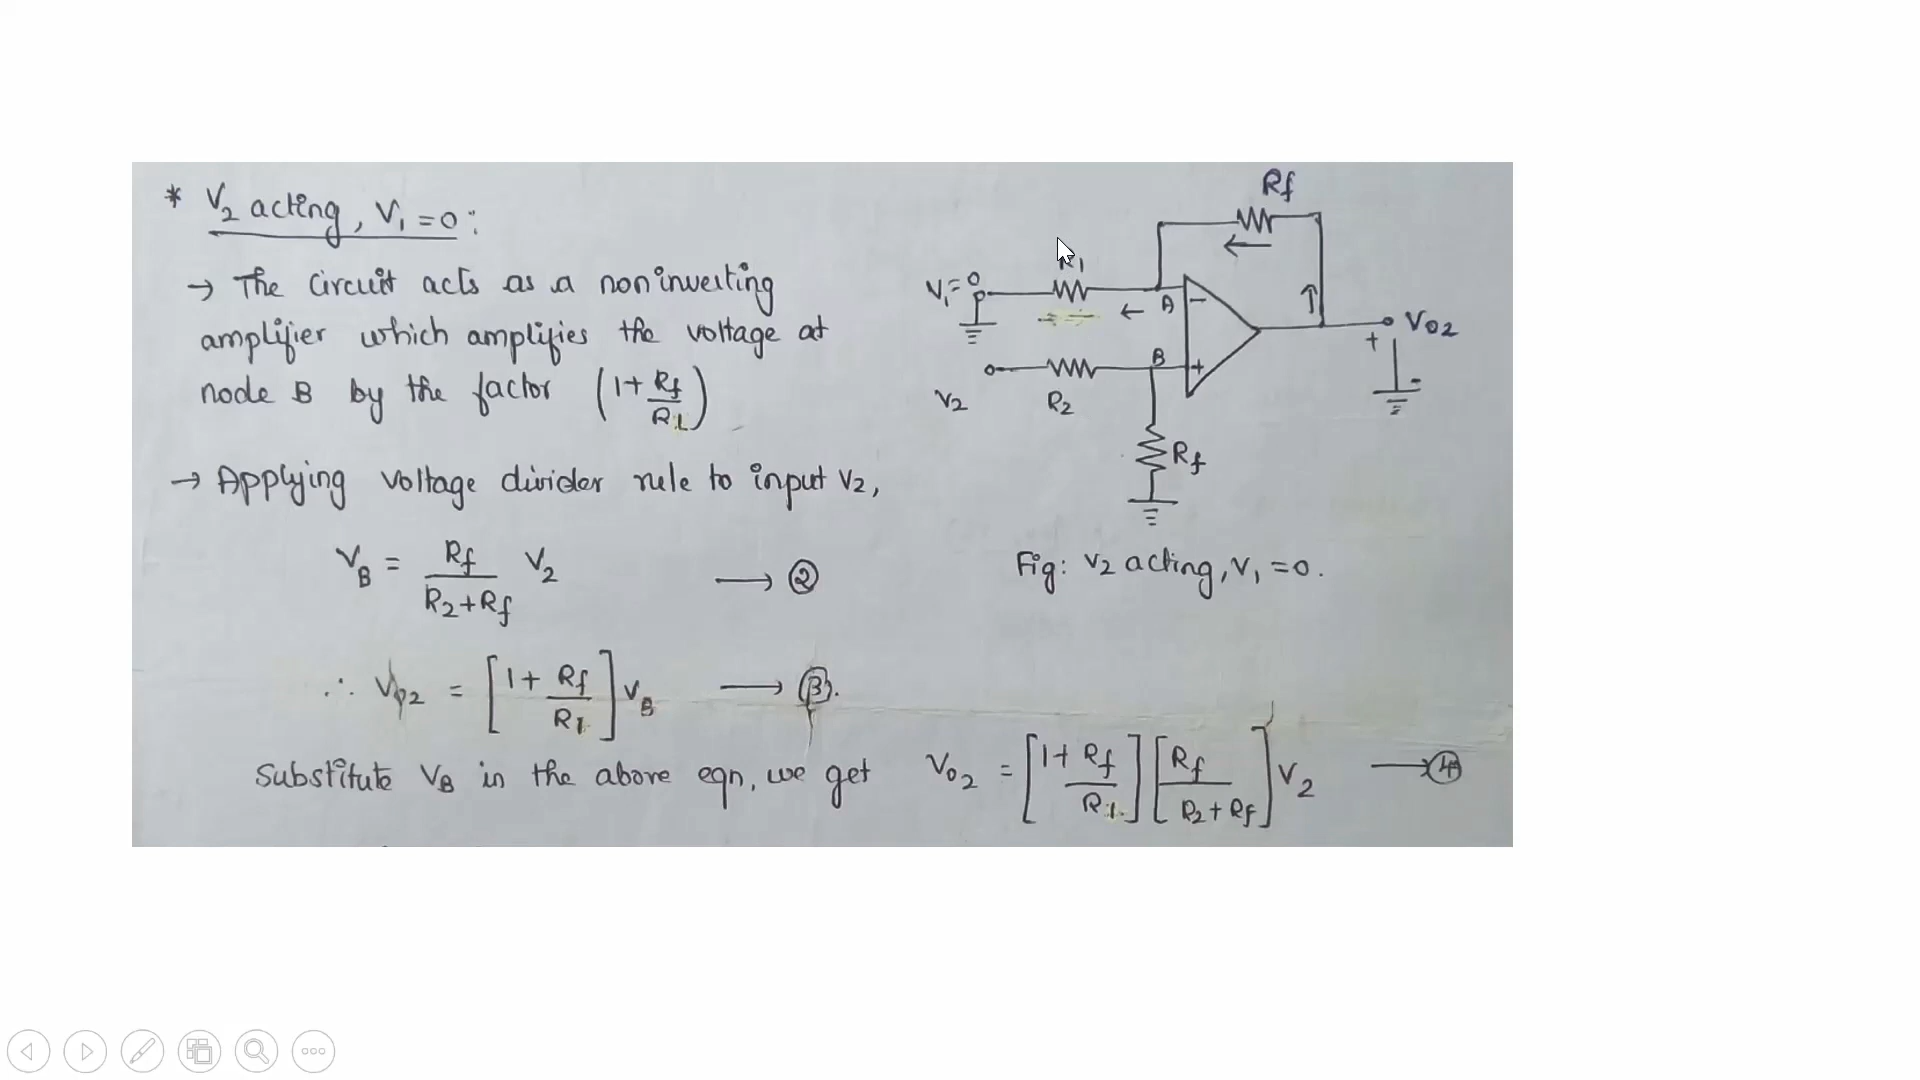 * V₂ acting, V₁ = 0:
→ The circuit acts as a noninverting
amplifier which amplifies the voltage at
node B by the factor (1 + Rf/R1)
→ Applying voltage divider rule to input V2,
VB = Rf/(R2+Rf) V2 → ②
∴ Vo2 = [1 + Rf/R1] VB → ③.
Substitute VB in the above eqn, we get Vo2 = [1 + Rf/R1] [Rf/(R2+Rf)] V2 → ④
Rf
R1
V₁ = 0
A
−
+
Vo2
+
-
B
V2
R2
Rf
Fig: V2 acting, V₁ = 0.